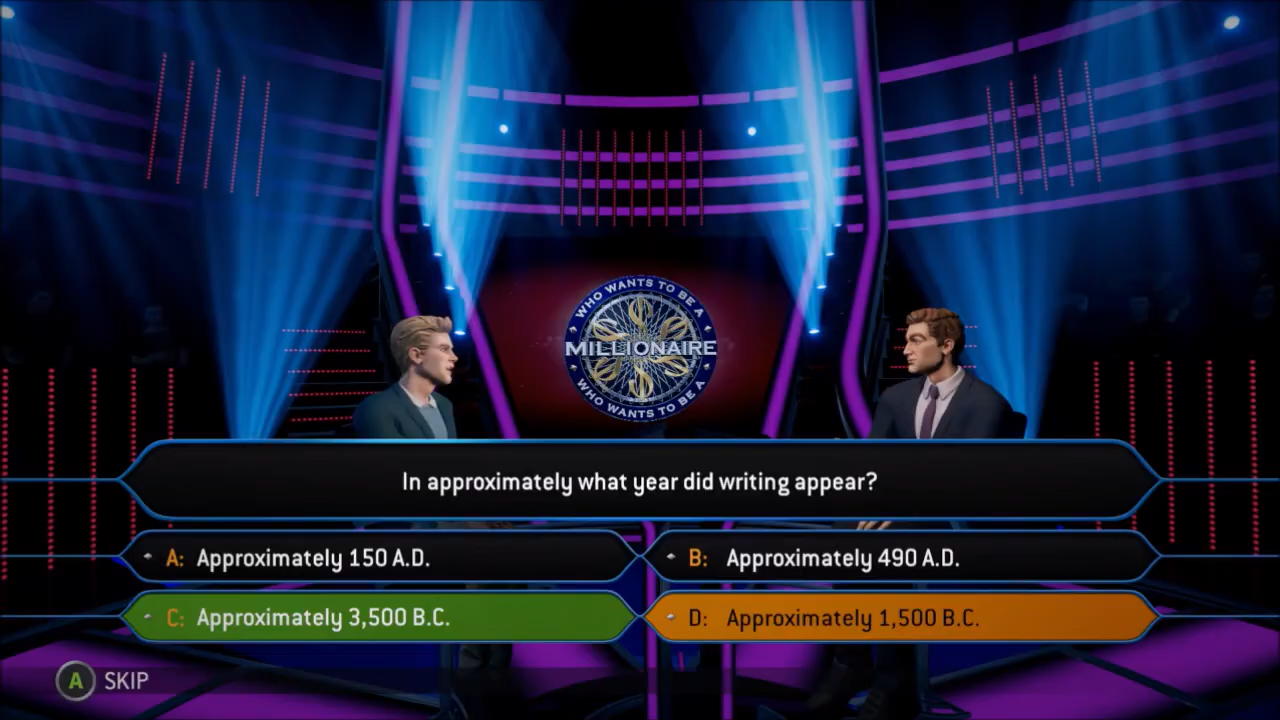 WHO WANTS TO BE A
MILLIONAIRE
WHO WANTS TO BE A
In approximately what year did writing appear?
A: Approximately 150 A.D.
B: Approximately 490 A.D.
C: Approximately 3,500 B.C.
D: Approximately 1,500 B.C.
A SKIP